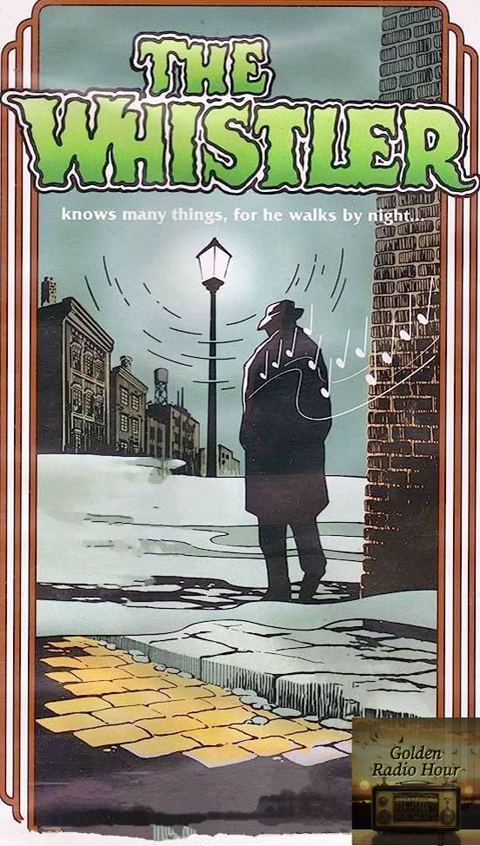 THE
WHISTLER
knows many things, for he walks by night...
Golden
Radio Hour